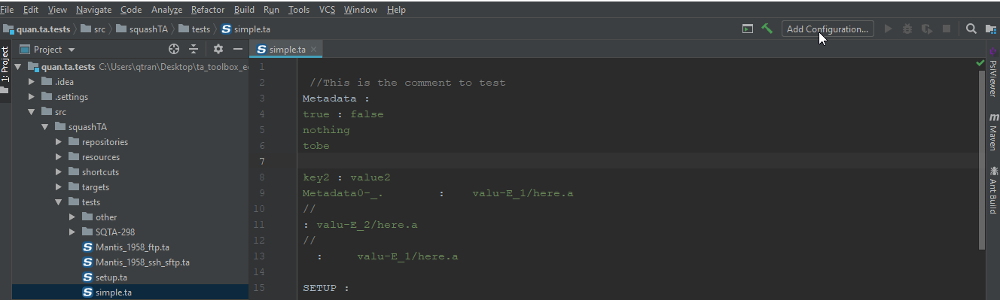 File Edit View Navigate Code Analyze Refactor Build Run Tools VCS Window Help
quan.ta.tests src squashTA tests simple.ta Add Configuration...
1: Project
Project
quan.ta.tests C:\Users\qtran\Desktop\ta_toolbox_e
.idea
.settings
src
squashTA
repositories
resources
shortcuts
targets
tests
other
SQTA-298
Mantis_1958_ftp.ta
Mantis_1958_ssh_sftp.ta
setup.ta
simple.ta
simple.ta
1
2 //This is the comment to test
3 Metadata :
4 true : false
5 nothing
6 tobe
7
8 key2 : value2
9 Metadata0-_. : valu-E_1/here.a
10 //
11 : valu-E_2/here.a
12 //
13 : valu-E_1/here.a
14
15 SETUP :
PsiViewer
Maven
Ant Build